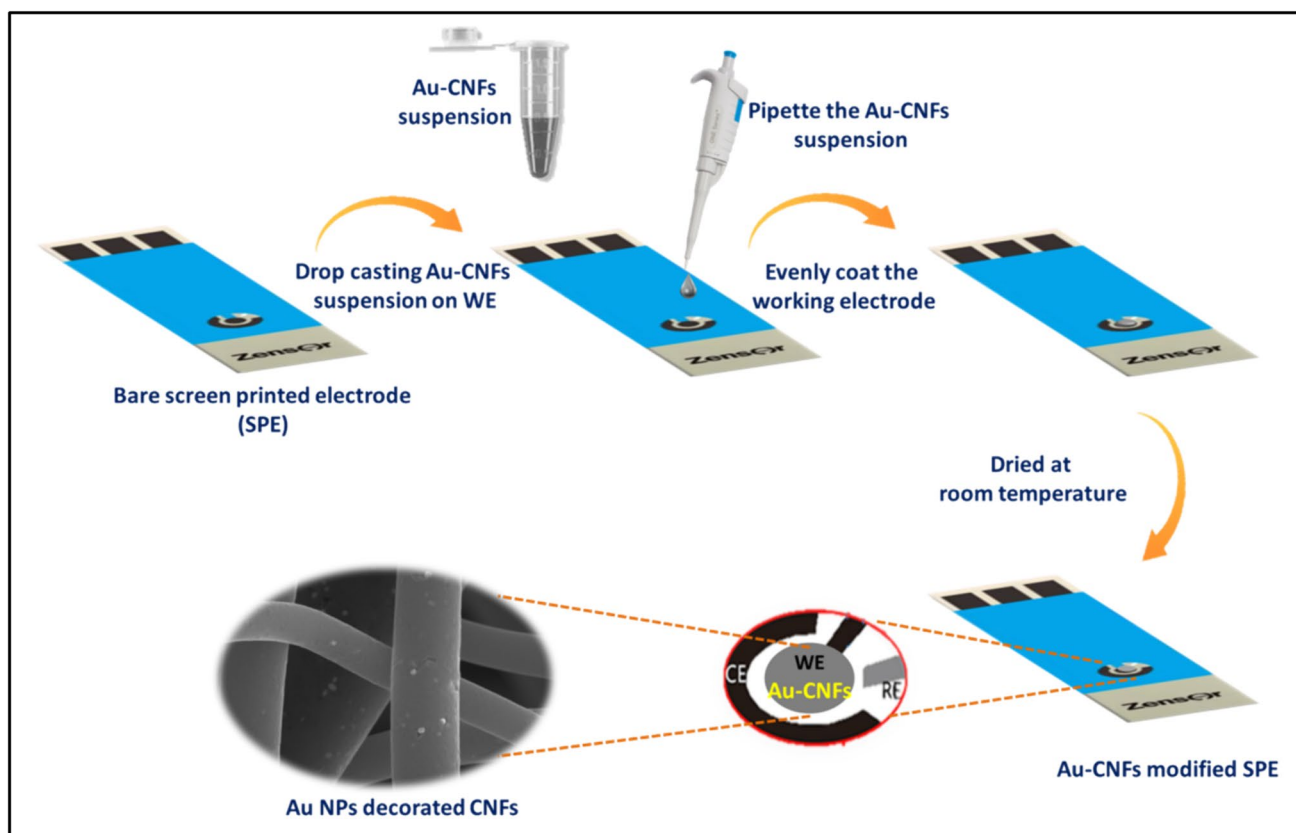 Au-CNFs
suspension
Pipette the Au-CNFs
suspension
Drop casting Au-CNFs
suspension on WE
Evenly coat the
working electrode
Zensor
Zensor
Zensor
Bare screen printed electrode
(SPE)
Dried at
room temperature
CE
WE
Au-CNFs
RE
Zensor
Au-CNFs modified SPE
Au NPs decorated CNFs